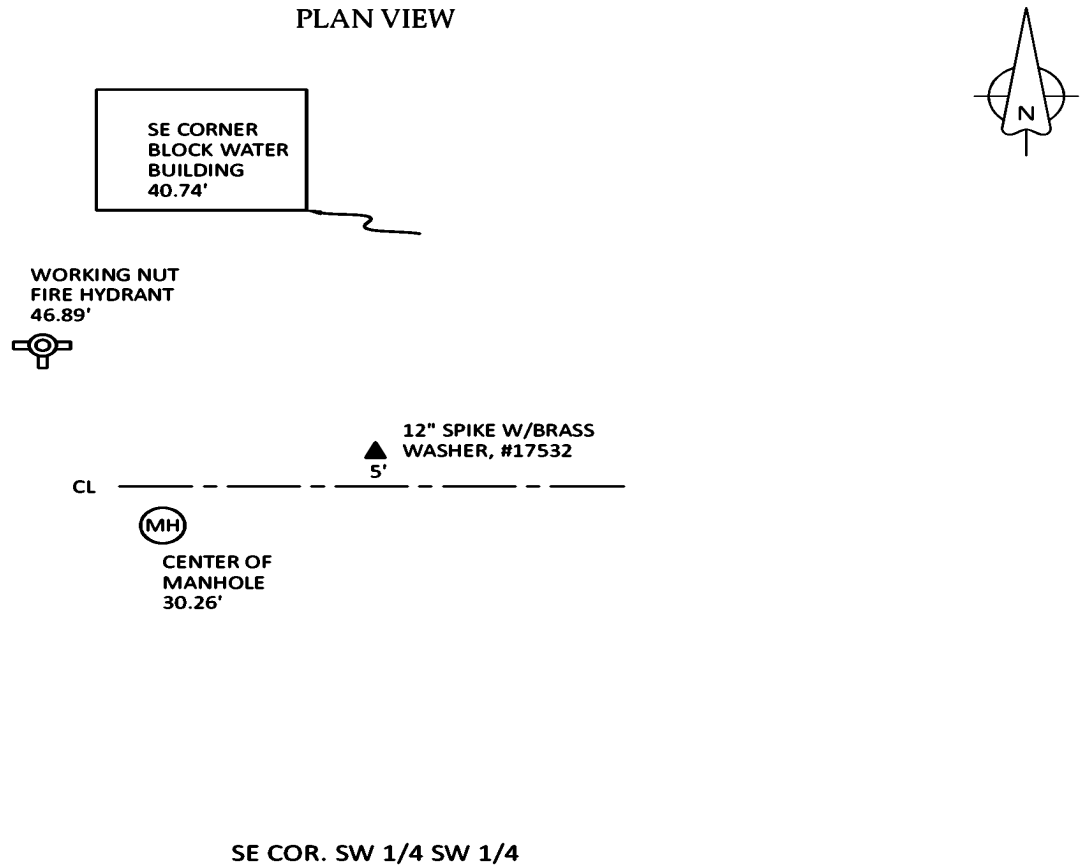 PLAN VIEW
N
SE CORNER
BLOCK WATER
BUILDING
40.74'
WORKING NUT
FIRE HYDRANT
46.89'
12" SPIKE W/BRASS
WASHER, #17532
5'
CL
MH
CENTER OF
MANHOLE
30.26'
SE COR. SW 1/4 SW 1/4